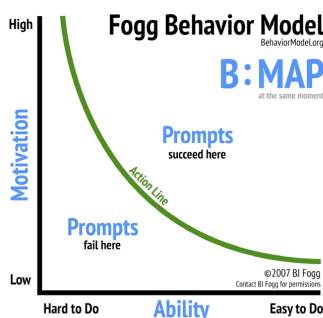 High
Fogg Behavior Model
BehaviorModel.org
B:MAP
at the same moment
Motivation
Prompts
succeed here
Action Line
Prompts
fail here
©2007 BJ Fogg
Contact BJ Fogg for permissions
Low
Hard to Do
Ability
Easy to Do